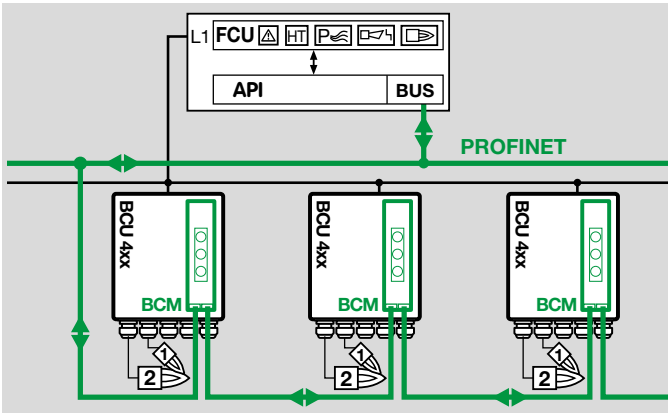 L1 FCU HT P
API BUS
PROFINET
BCU 4xx BCU 4xx BCU 4xx
BCM BCM BCM
1 1 1
2 2 2